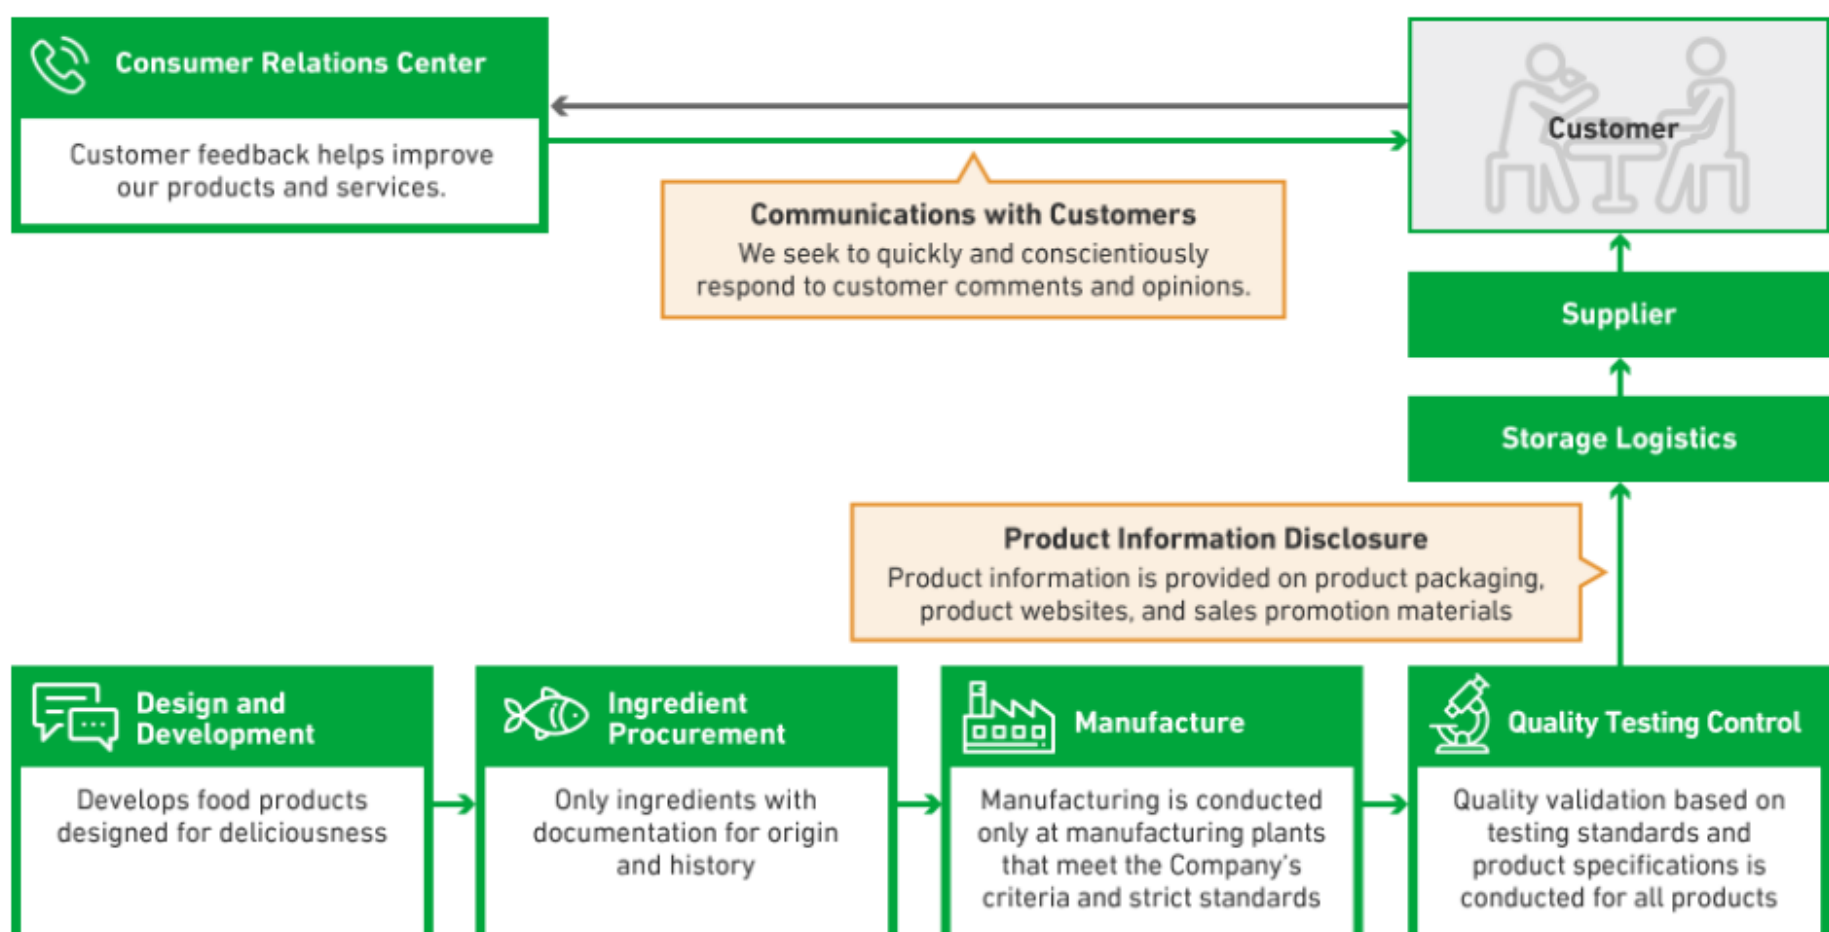 Consumer Relations Center
Customer feedback helps improve
our products and services.
Customer
Communications with Customers
We seek to quickly and conscientiously
respond to customer comments and opinions.
Supplier
Storage Logistics
Product Information Disclosure
Product information is provided on product packaging,
product websites, and sales promotion materials
Design and
Development
Develops food products
designed for deliciousness
Ingredient
Procurement
Only ingredients with
documentation for origin
and history
Manufacture
Manufacturing is conducted
only at manufacturing plants
that meet the Company's
criteria and strict standards
Quality Testing Control
Quality validation based on
testing standards and
product specifications is
conducted for all products